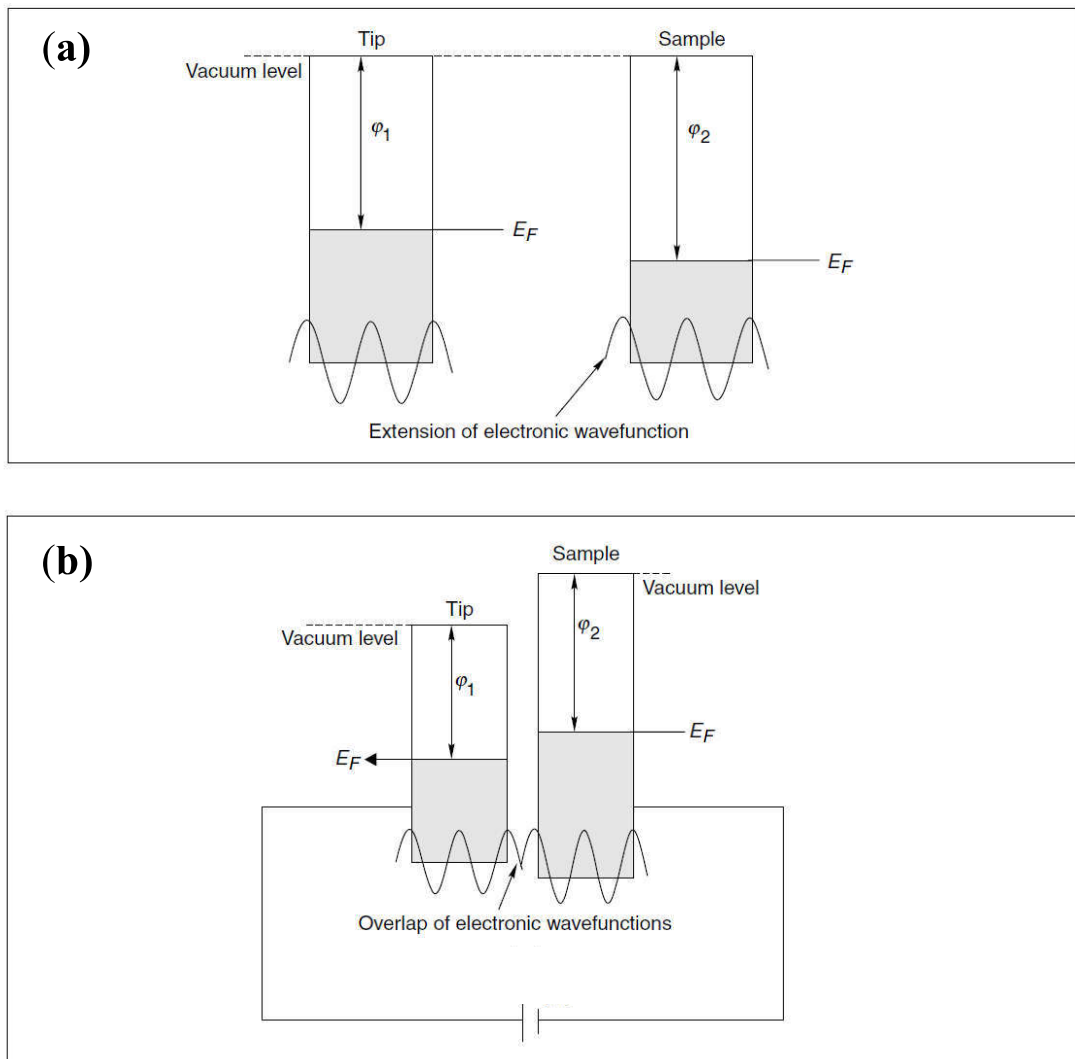 (a)
Tip
Sample
Vacuum level
φ1
φ2
EF
EF
Extension of electronic wavefunction
(b)
Sample
Vacuum level
Tip
Vacuum level
φ2
φ1
EF
EF
Overlap of electronic wavefunctions